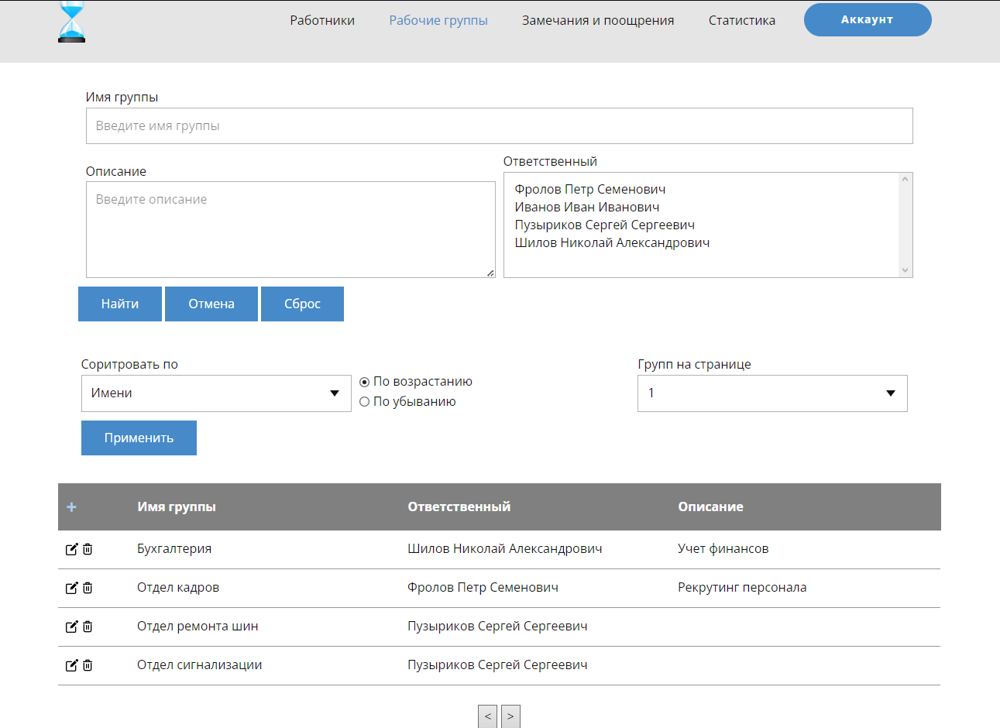 Работники Рабочие группы Замечания и поощрения Статистика Аккаунт
Имя группы
Введите имя группы
Описание
Введите описание
Ответственный
Фролов Петр Семенович
Иванов Иван Иванович
Пузыриков Сергей Сергеевич
Шилов Николай Александрович
Найти Отмена Сброс
Соритровать по
Имени
По возрастанию
По убыванию
Групп на странице
1
Применить
+ Имя группы Ответственный Описание
Бухгалтерия Шилов Николай Александрович Учет финансов
Отдел кадров Фролов Петр Семенович Рекрутинг персонала
Отдел ремонта шин Пузыриков Сергей Сергеевич
Отдел сигнализации Пузыриков Сергей Сергеевич
< >